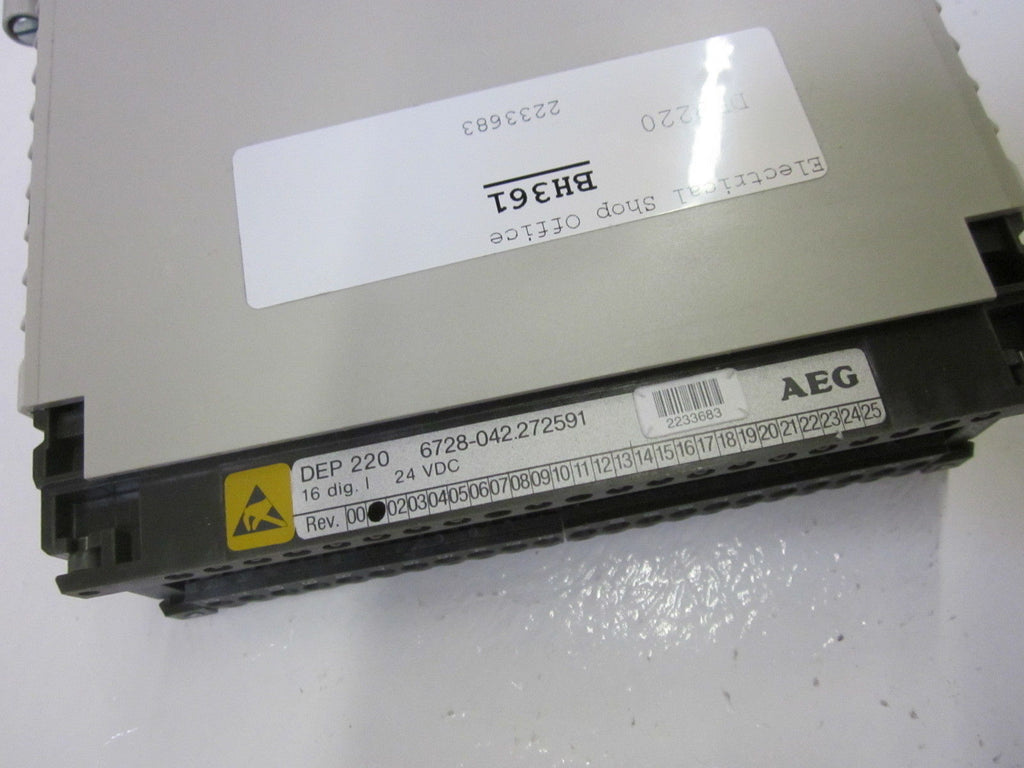 Electrical Shop Office
BH361
220
2233683
DEP 220 6728-042.272591
16 dig. I 24 VDC
2233683
AEG
Rev. 00 02 03 04 05 06 07 08 09 10 11 12 13 14 15 16 17 18 19 20 21 22 23 24 25